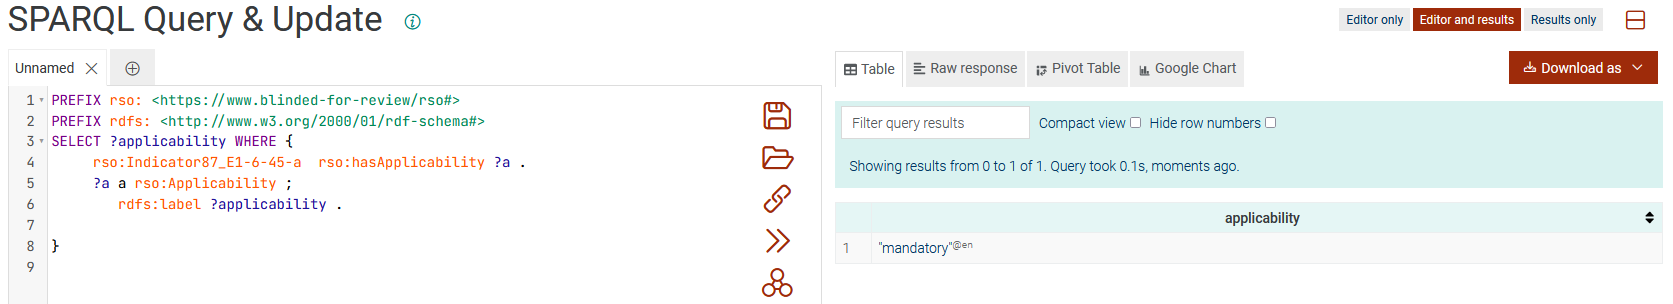 SPARQL Query & Update
Editor only
Editor and results
Results only
Unnamed
Table
Raw response
Pivot Table
Google Chart
Download as
1 PREFIX rso: <https://www.blinded-for-review/rso#>
2 PREFIX rdfs: <http://www.w3.org/2000/01/rdf-schema#>
3 SELECT ?applicability WHERE {
4 rso:Indicator87_E1-6-45-a rso:hasApplicability ?a .
5 ?a a rso:Applicability ;
6 rdfs:label ?applicability .
7
8 }
9
Filter query results
Compact view
Hide row numbers
Showing results from 0 to 1 of 1. Query took 0.1s, moments ago.
applicability
1 "mandatory"@en